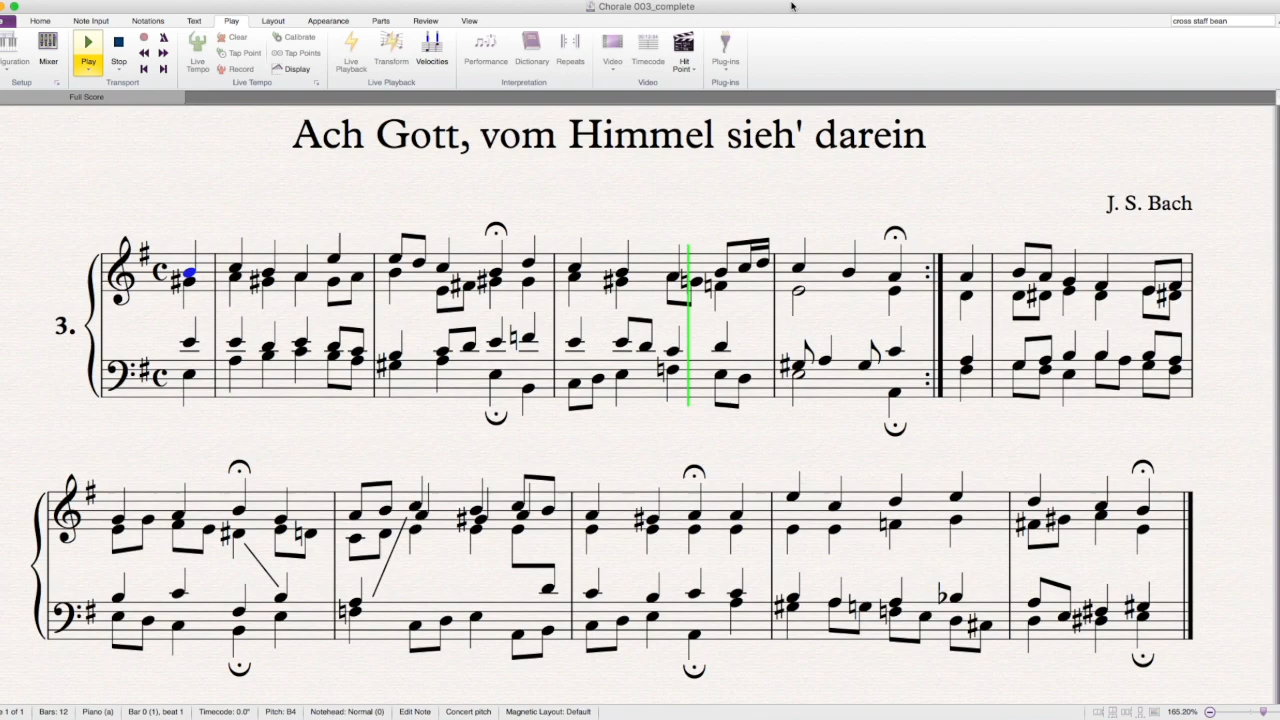 Chorale 003_complete
Home Note Input Notations Text Play Layout Appearance Parts Review View cross staff bean
Mixer Play Stop Live Tempo Clear Tap Point Record Calibrate Tap Points Display Live Playback Transform Velocities Performance Dictionary Repeats Video Timecode Hit Point Plug-ins
Setup Transport Live Tempo Live Playback Interpretation Video Plug-ins
Full Score
Ach Gott, vom Himmel sieh' darein
J. S. Bach
3.
1 of 1 Bars: 12 Piano (a) Bar 0 (1), beat 1 Timecode: 0.0" Pitch: B4 Notehead: Normal (0) Edit Note Concert pitch Magnetic Layout: Default 165.20%